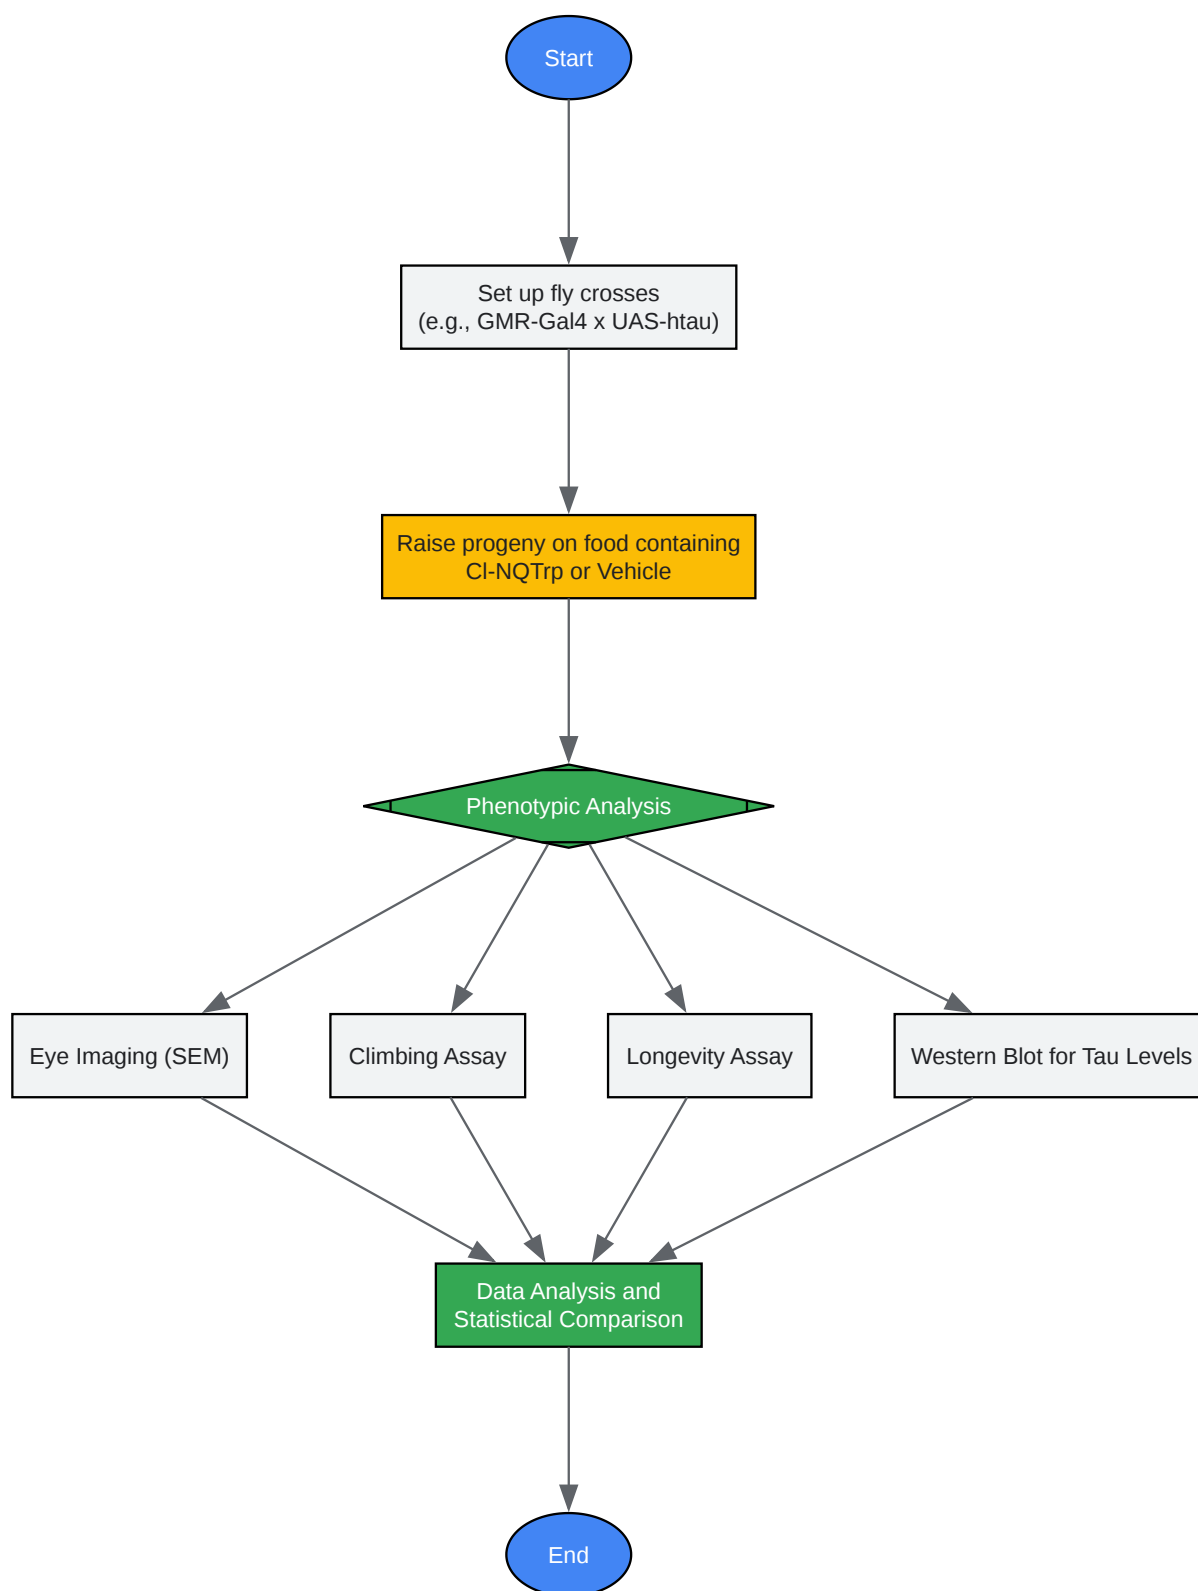 Start
Set up fly crosses
(e.g., GMR-Gal4 x UAS-htau)
Raise progeny on food containing
Cl-NQTrp or Vehicle
Phenotypic Analysis
Eye Imaging (SEM)
Climbing Assay
Longevity Assay
Western Blot for Tau Levels
Data Analysis and
Statistical Comparison
End